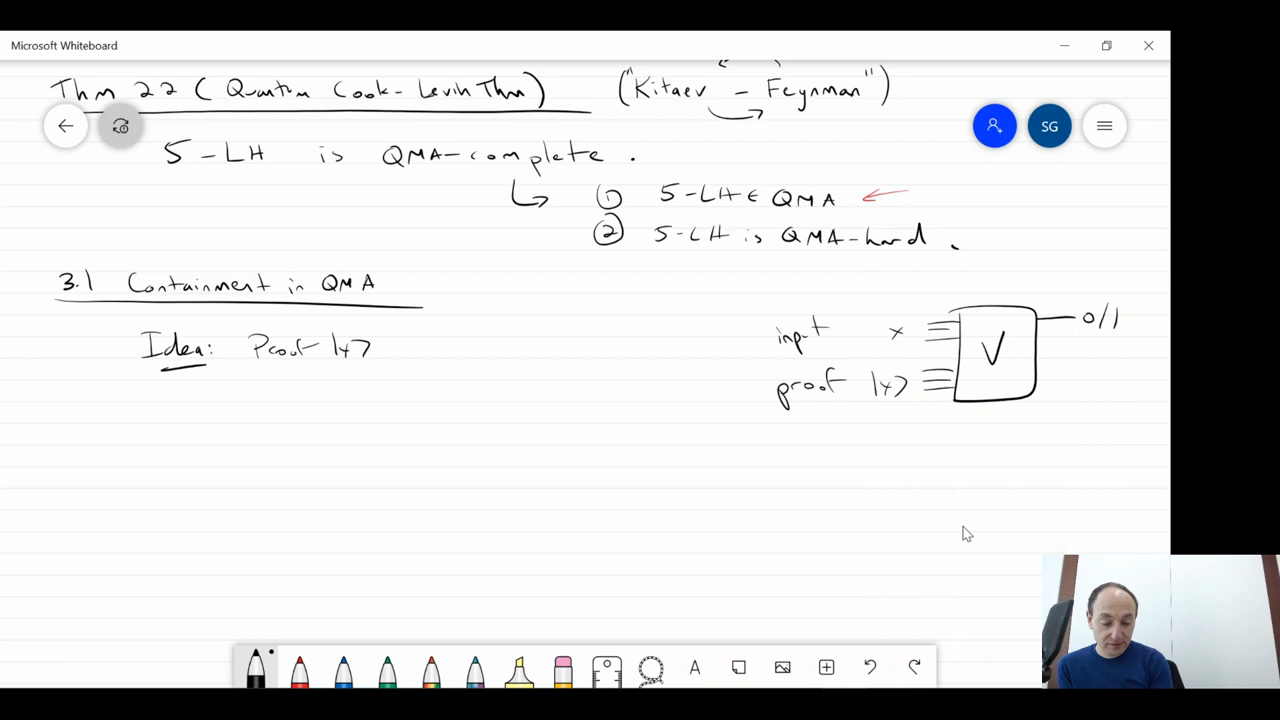 Microsoft Whiteboard
Thm 22 (Quantum Cook-Levin Thm) ("Kitaev - Feynman")
SG
5-LH is QMA-complete.
① 5-LH ∈ QMA
② 5-LH is QMA-hard.
3.1 Containment in QMA
Idea: Proof |ψ⟩
input x
proof |ψ⟩
V
0/1
A